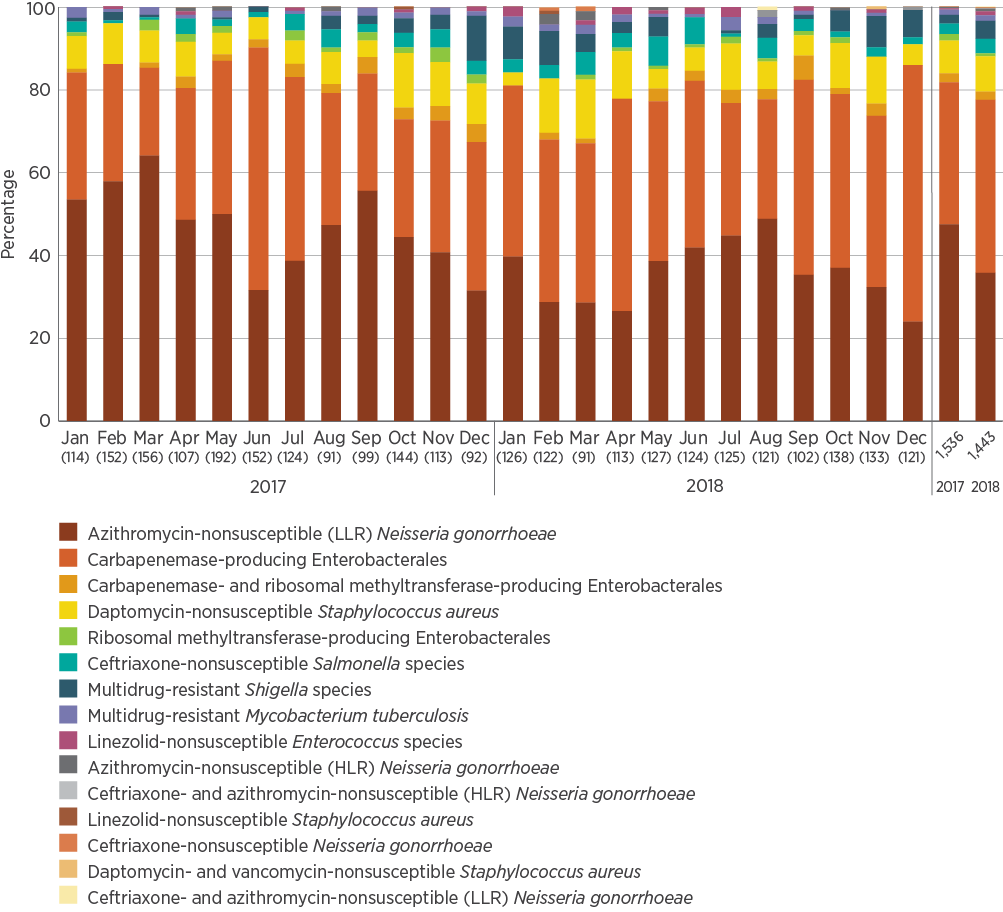 100
80
60
40
20
0
Percentage
Jan Feb Mar Apr May Jun Jul Aug Sep Oct Nov Dec Jan Feb Mar Apr May Jun Jul Aug Sep Oct Nov Dec 1,536 1,443
(114) (152) (156) (107) (192) (152) (124) (91) (99) (144) (113) (92) (126) (122) (91) (113) (127) (124) (125) (121) (102) (138) (133) (121)
2017 2018 2017 2018
Azithromycin-nonsusceptible (LLR) Neisseria gonorrhoeae
Carbapenemase-producing Enterobacterales
Carbapenemase- and ribosomal methyltransferase-producing Enterobacterales
Daptomycin-nonsusceptible Staphylococcus aureus
Ribosomal methyltransferase-producing Enterobacterales
Ceftriaxone-nonsusceptible Salmonella species
Multidrug-resistant Shigella species
Multidrug-resistant Mycobacterium tuberculosis
Linezolid-nonsusceptible Enterococcus species
Azithromycin-nonsusceptible (HLR) Neisseria gonorrhoeae
Ceftriaxone- and azithromycin-nonsusceptible (HLR) Neisseria gonorrhoeae
Linezolid-nonsusceptible Staphylococcus aureus
Ceftriaxone-nonsusceptible Neisseria gonorrhoeae
Daptomycin- and vancomycin-nonsusceptible Staphylococcus aureus
Ceftriaxone- and azithromycin-nonsusceptible (LLR) Neisseria gonorrhoeae